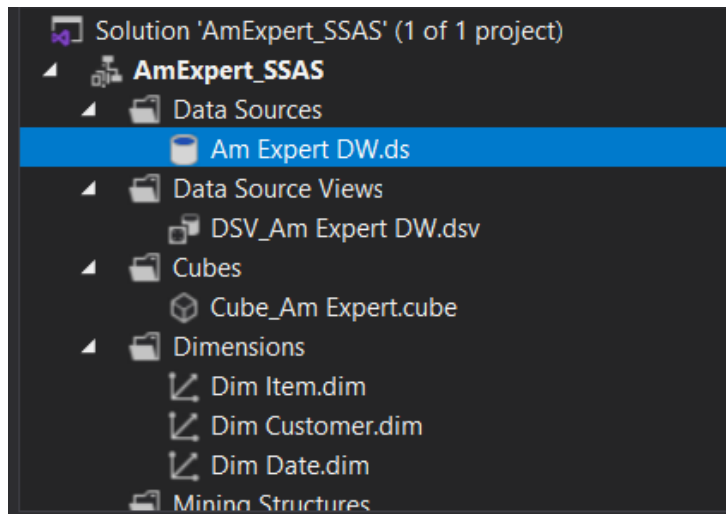 Solution 'AmExpert_SSAS' (1 of 1 project)
AmExpert_SSAS
Data Sources
Am Expert DW.ds
Data Source Views
DSV_Am Expert DW.dsv
Cubes
Cube_Am Expert.cube
Dimensions
Dim Item.dim
Dim Customer.dim
Dim Date.dim
Mining Structures